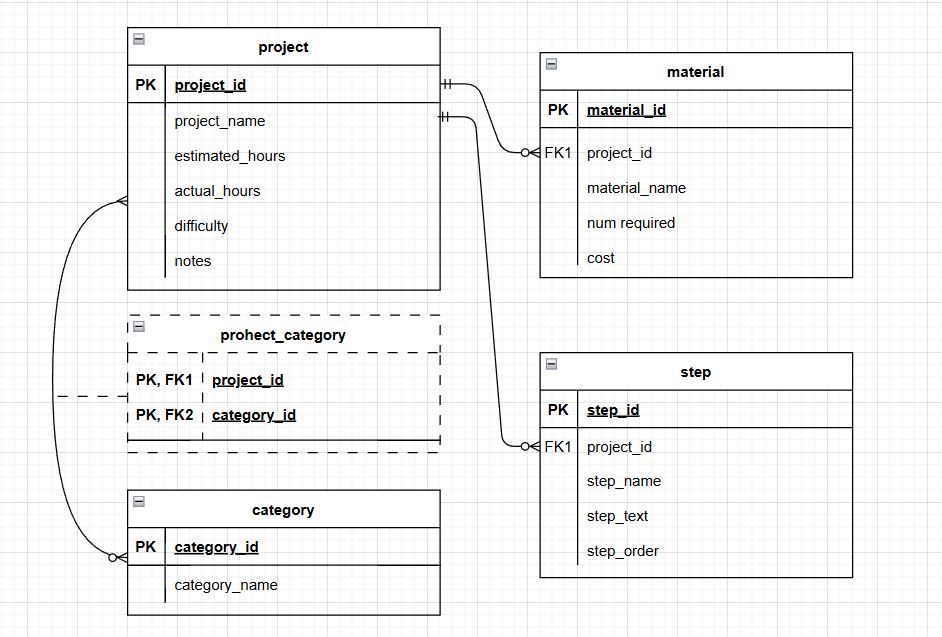 project
PK project_id
project_name
estimated_hours
actual_hours
difficulty
notes
material
PK material_id
FK1 project_id
material_name
num required
cost
prohect_category
PK, FK1 project_id
PK, FK2 category_id
step
PK step_id
FK1 project_id
step_name
step_text
step_order
category
PK category_id
category_name